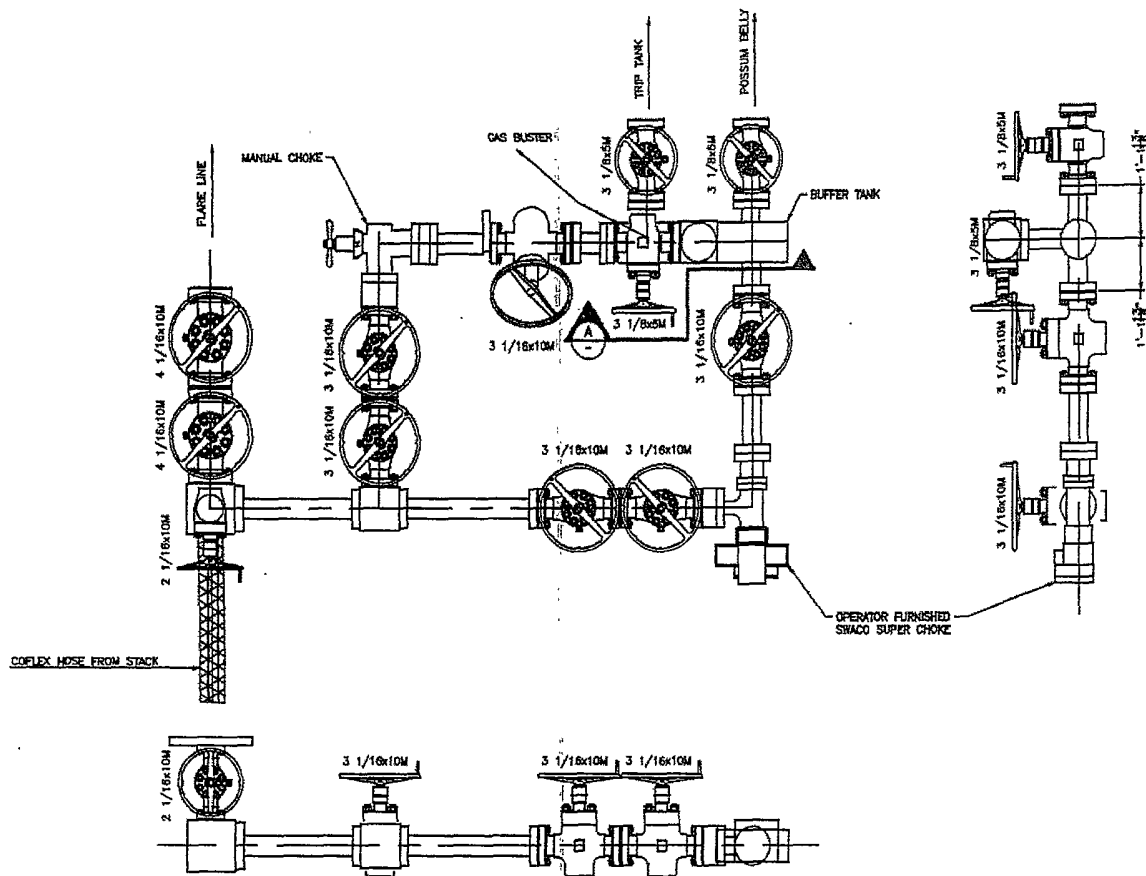 TRIP TANK
POSSUM BELLY
FLARE LINE
MANUAL CHOKE
GAS BUSTER
BUFFER TANK
3 1/8x5M
3 1/8x5M
3 1/8x5M
3 1/8x5M
3 1/8x5M
4 1/16x10M
4 1/16x10M
3 1/16x10M
3 1/16x10M
3 1/16x10M
3 1/16x10M
3 1/16x10M
A
-
3 1/16x10M
3 1/16x10M
3 1/16x10M
2 1/16x10M
OPERATOR FURNISHED
SWACO SUPER CHOKE
COFLEX HOSE FROM STACK
2 1/16x10M
3 1/16x10M
3 1/16x10M
3 1/16x10M